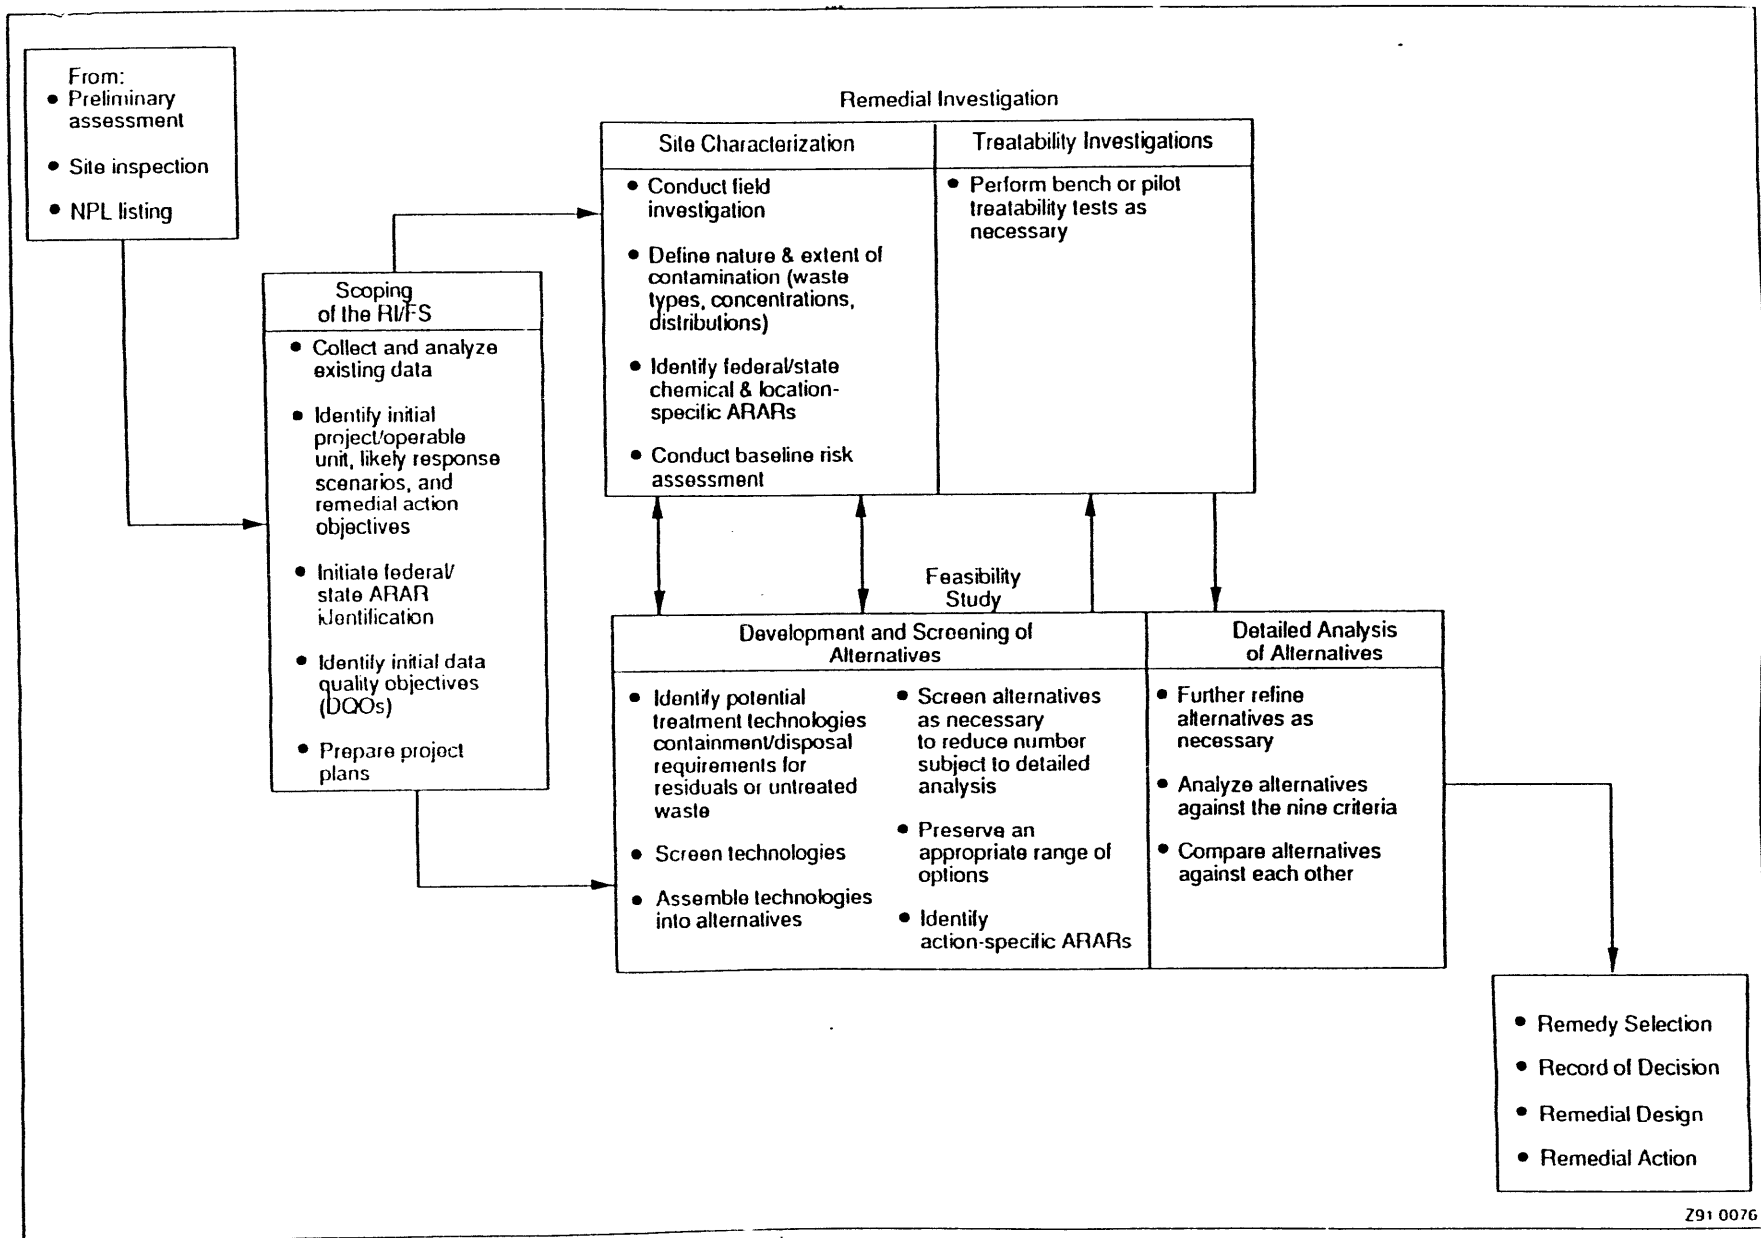 From:
• Preliminary
assessment
• Site inspection
• NPL listing
Scoping
of the RI/FS
• Collect and analyze
existing data
• Identify initial
project/operable
unit, likely response
scenarios, and
remedial action
objectives
• Initiate federal/
state ARAR
identification
• Identify initial data
quality objectives
(DQOs)
• Prepare project
plans
Remedial Investigation
Site Characterization
• Conduct field
investigation
• Define nature & extent of
contamination (waste
types, concentrations,
distributions)
• Identify federal/state
chemical & location-
specific ARARs
• Conduct baseline risk
assessment
Treatability Investigations
• Perform bench or pilot
treatability tests as
necessary
Feasibility
Study
Development and Screening of
Alternatives
• Identify potential
treatment technologies
containment/disposal
requirements for
residuals or untreated
waste
• Screen technologies
• Assemble technologies
into alternatives
• Screen alternatives
as necessary
to reduce number
subject to detailed
analysis
• Preserve an
appropriate range of
options
• Identify
action-specific ARARs
Detailed Analysis
of Alternatives
• Further refine
alternatives as
necessary
• Analyze alternatives
against the nine criteria
• Compare alternatives
against each other
• Remedy Selection
• Record of Decision
• Remedial Design
• Remedial Action
Z91 0076